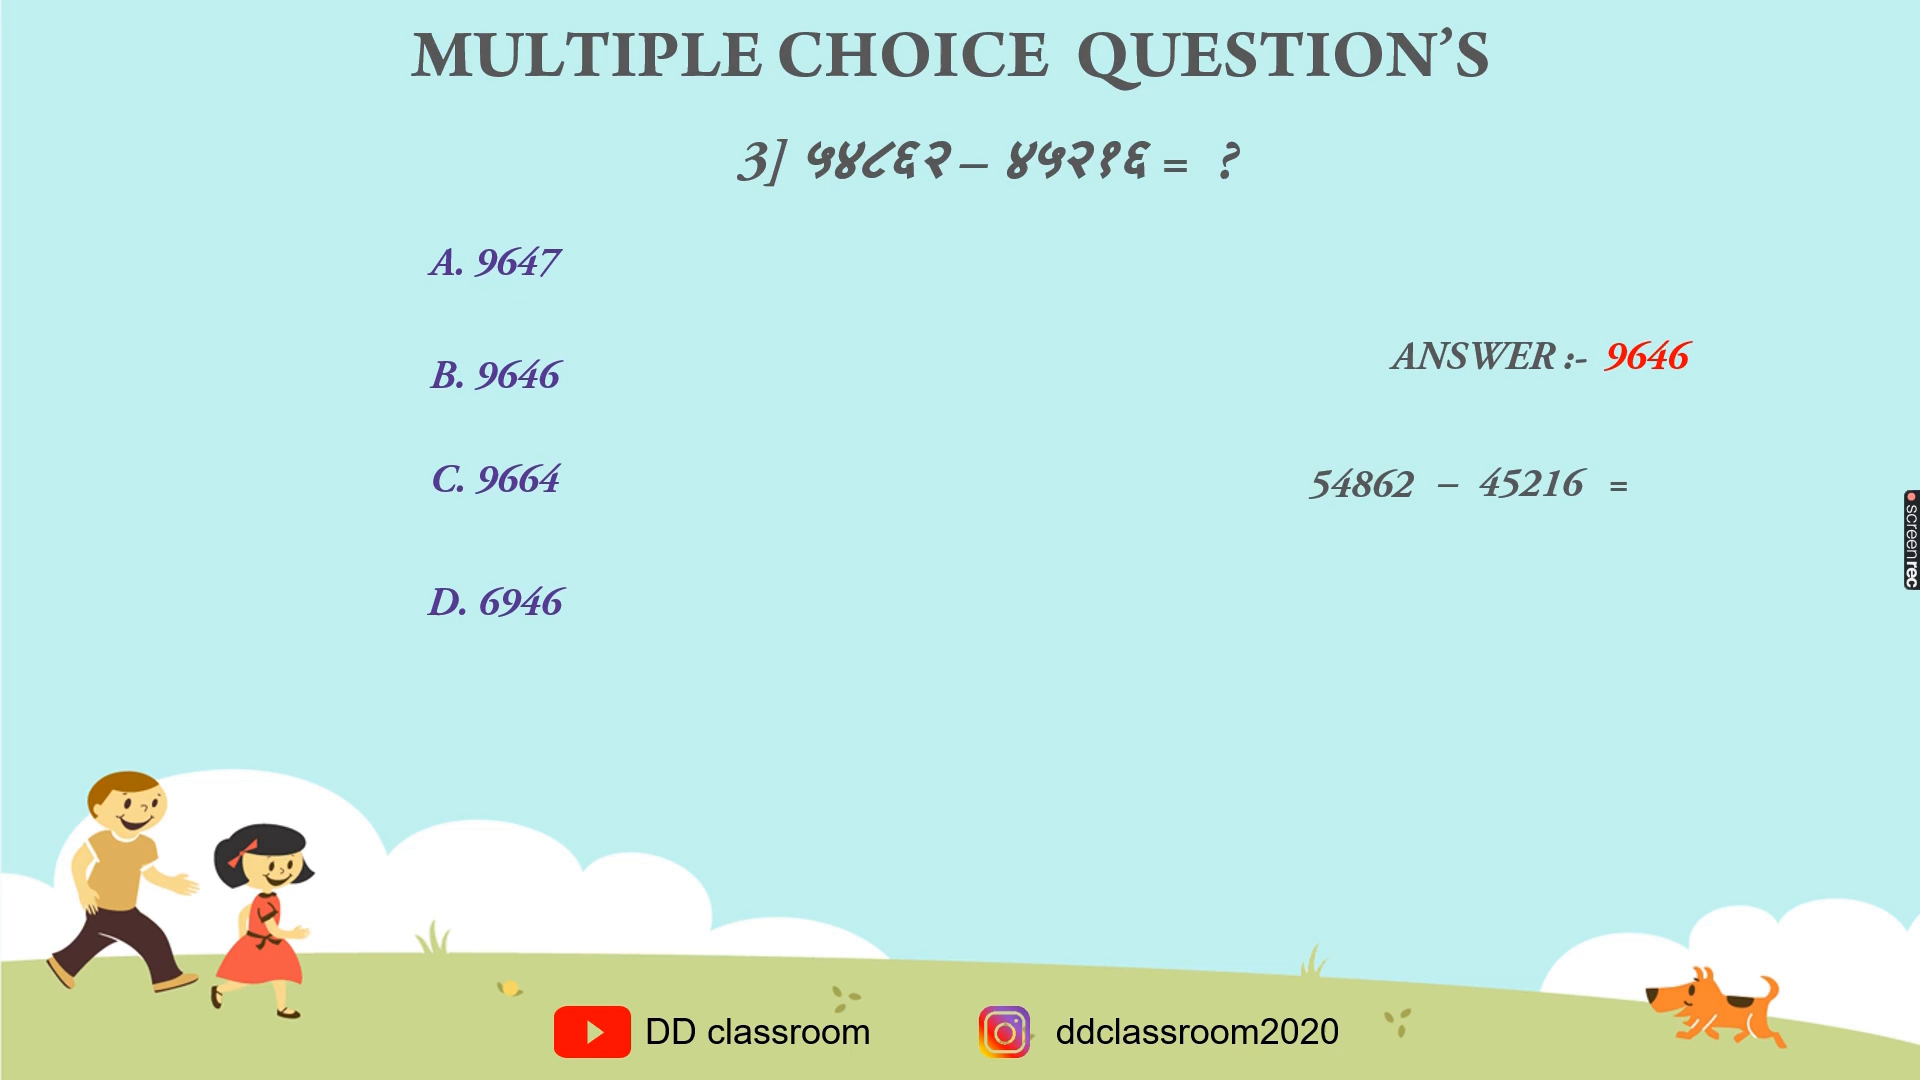 MULTIPLE CHOICE QUESTION’S
3] ५४८६२ – ४५२१६ = ?
A. 9647
B. 9646
C. 9664
D. 6946
ANSWER :- 9646
54862 – 45216 =
screenrec
DD classroom
ddclassroom2020